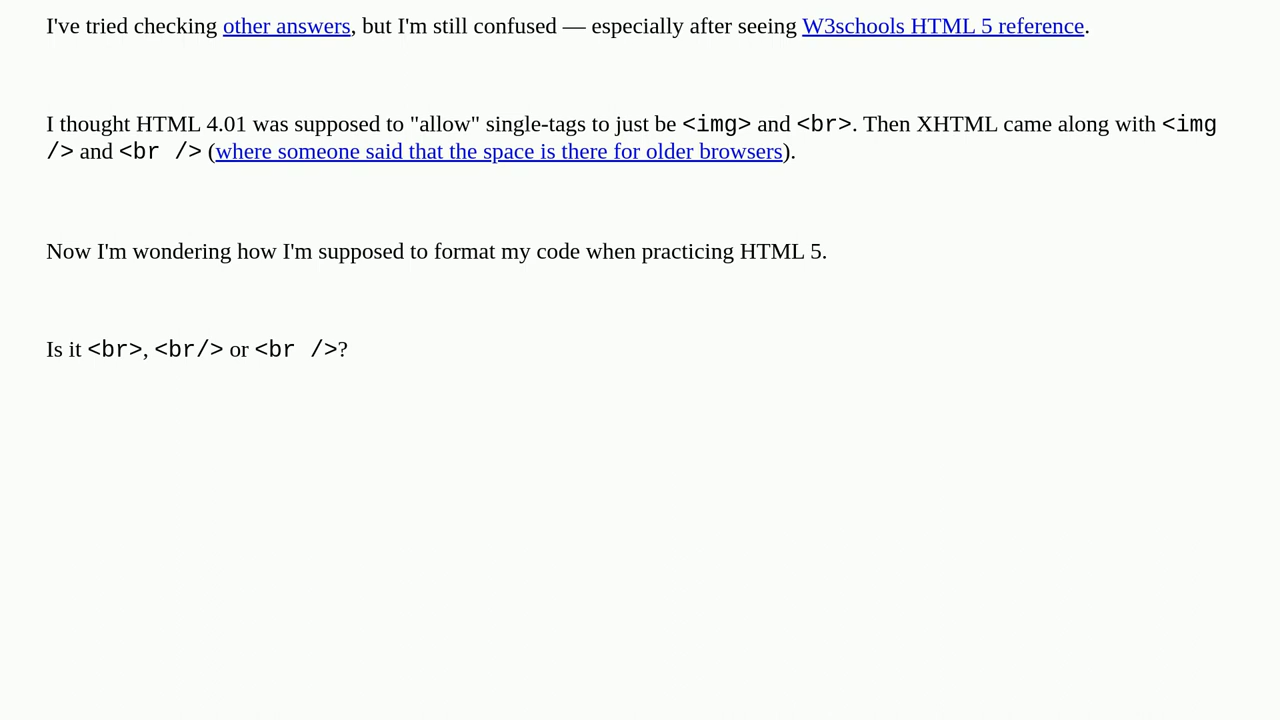 I've tried checking other answers, but I'm still confused — especially after seeing W3schools HTML 5 reference.
I thought HTML 4.01 was supposed to "allow" single-tags to just be <img> and <br>. Then XHTML came along with <img
/> and <br /> (where someone said that the space is there for older browsers).
Now I'm wondering how I'm supposed to format my code when practicing HTML 5.
Is it <br>, <br/> or <br />?